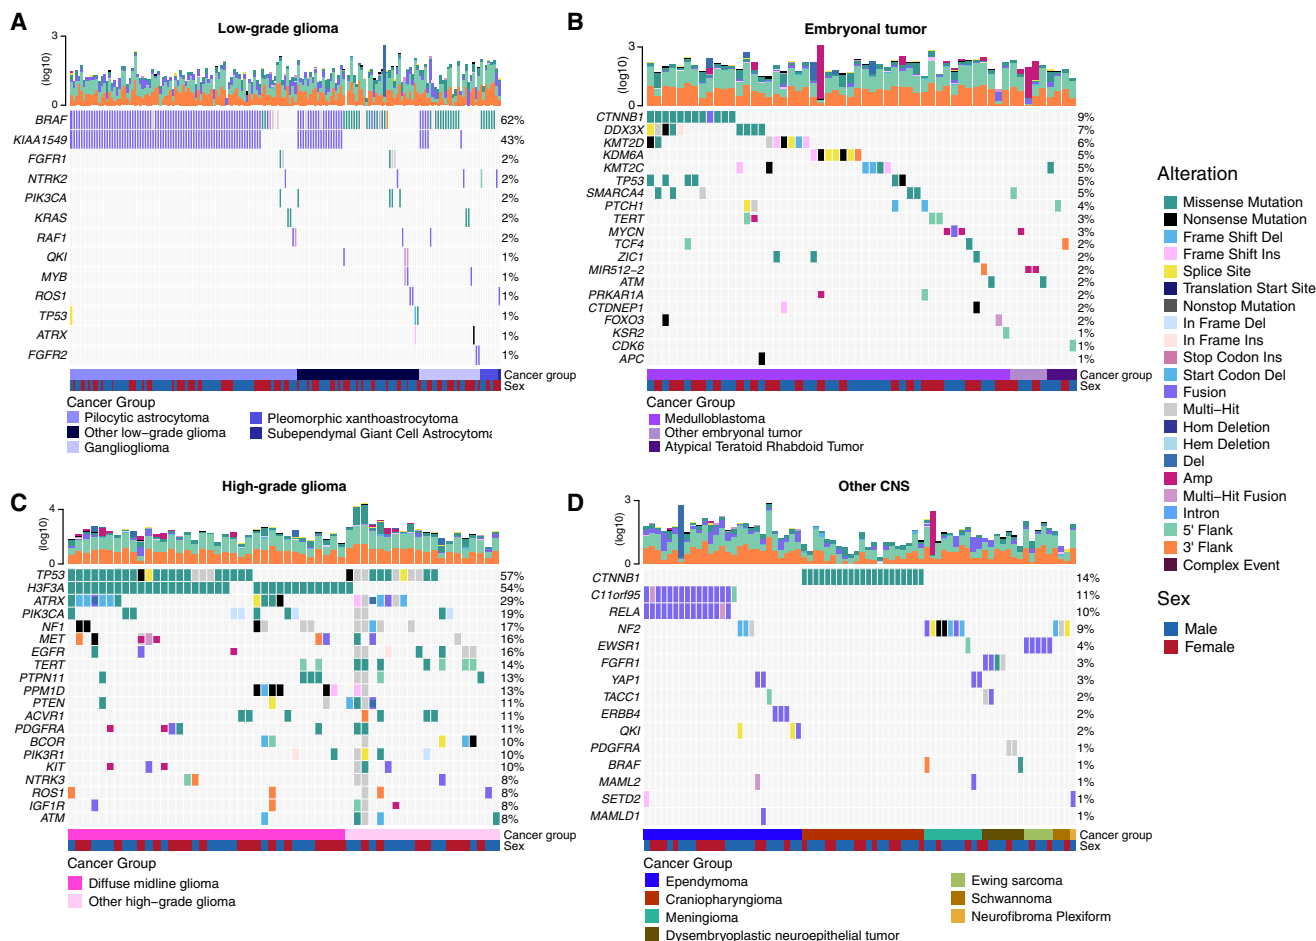 A
Low-grade glioma
3
(log10)
0
BRAF 62%
KIAA1549 43%
FGFR1 2%
NTRK2 2%
PIK3CA 2%
KRAS 2%
RAF1 2%
QKI 1%
MYB 1%
ROS1 1%
TP53 1%
ATRX 1%
FGFR2 1%
Cancer group
Sex
Cancer Group
Pilocytic astrocytoma
Other low−grade glioma
Ganglioglioma
Pleomorphic xanthoastrocytoma
Subependymal Giant Cell Astrocytoma
B
Embryonal tumor
3
(log10)
0
CTNNB1 9%
DDX3X 7%
KMT2D 6%
KDM6A 5%
KMT2C 5%
TP53 5%
SMARCA4 5%
PTCH1 4%
TERT 3%
MYCN 3%
TCF4 2%
ZIC1 2%
MIR512−2 2%
ATM 2%
PRKAR1A 2%
CTDNEP1 2%
FOXO3 2%
KSR2 1%
CDK6 1%
APC 1%
Cancer group
Sex
Cancer Group
Medulloblastoma
Other embryonal tumor
Atypical Teratoid Rhabdoid Tumor
C
High-grade glioma
4
(log10)
0
TP53 57%
H3F3A 54%
ATRX 29%
PIK3CA 19%
NF1 17%
MET 16%
EGFR 16%
TERT 14%
PTPN11 13%
PPM1D 13%
PTEN 11%
ACVR1 11%
PDGFRA 11%
BCOR 10%
PIK3R1 10%
KIT 10%
NTRK3 8%
ROS1 8%
IGF1R 8%
ATM 8%
Cancer group
Sex
Cancer Group
Diffuse midline glioma
Other high−grade glioma
D
Other CNS
3
(log10)
0
CTNNB1 14%
C11orf95 11%
RELA 10%
NF2 9%
EWSR1 4%
FGFR1 3%
YAP1 3%
TACC1 2%
ERBB4 2%
QKI 2%
PDGFRA 1%
BRAF 1%
MAML2 1%
SETD2 1%
MAMLD1 1%
Cancer group
Sex
Cancer Group
Ependymoma
Craniopharyngioma
Meningioma
Dysembryoplastic neuroepithelial tumor
Ewing sarcoma
Schwannoma
Neurofibroma Plexiform
Alteration
Missense Mutation
Nonsense Mutation
Frame Shift Del
Frame Shift Ins
Splice Site
Translation Start Site
Nonstop Mutation
In Frame Del
In Frame Ins
Stop Codon Ins
Start Codon Del
Fusion
Multi−Hit
Hom Deletion
Hem Deletion
Del
Amp
Multi−Hit Fusion
Intron
5' Flank
3' Flank
Complex Event
Sex
Male
Female